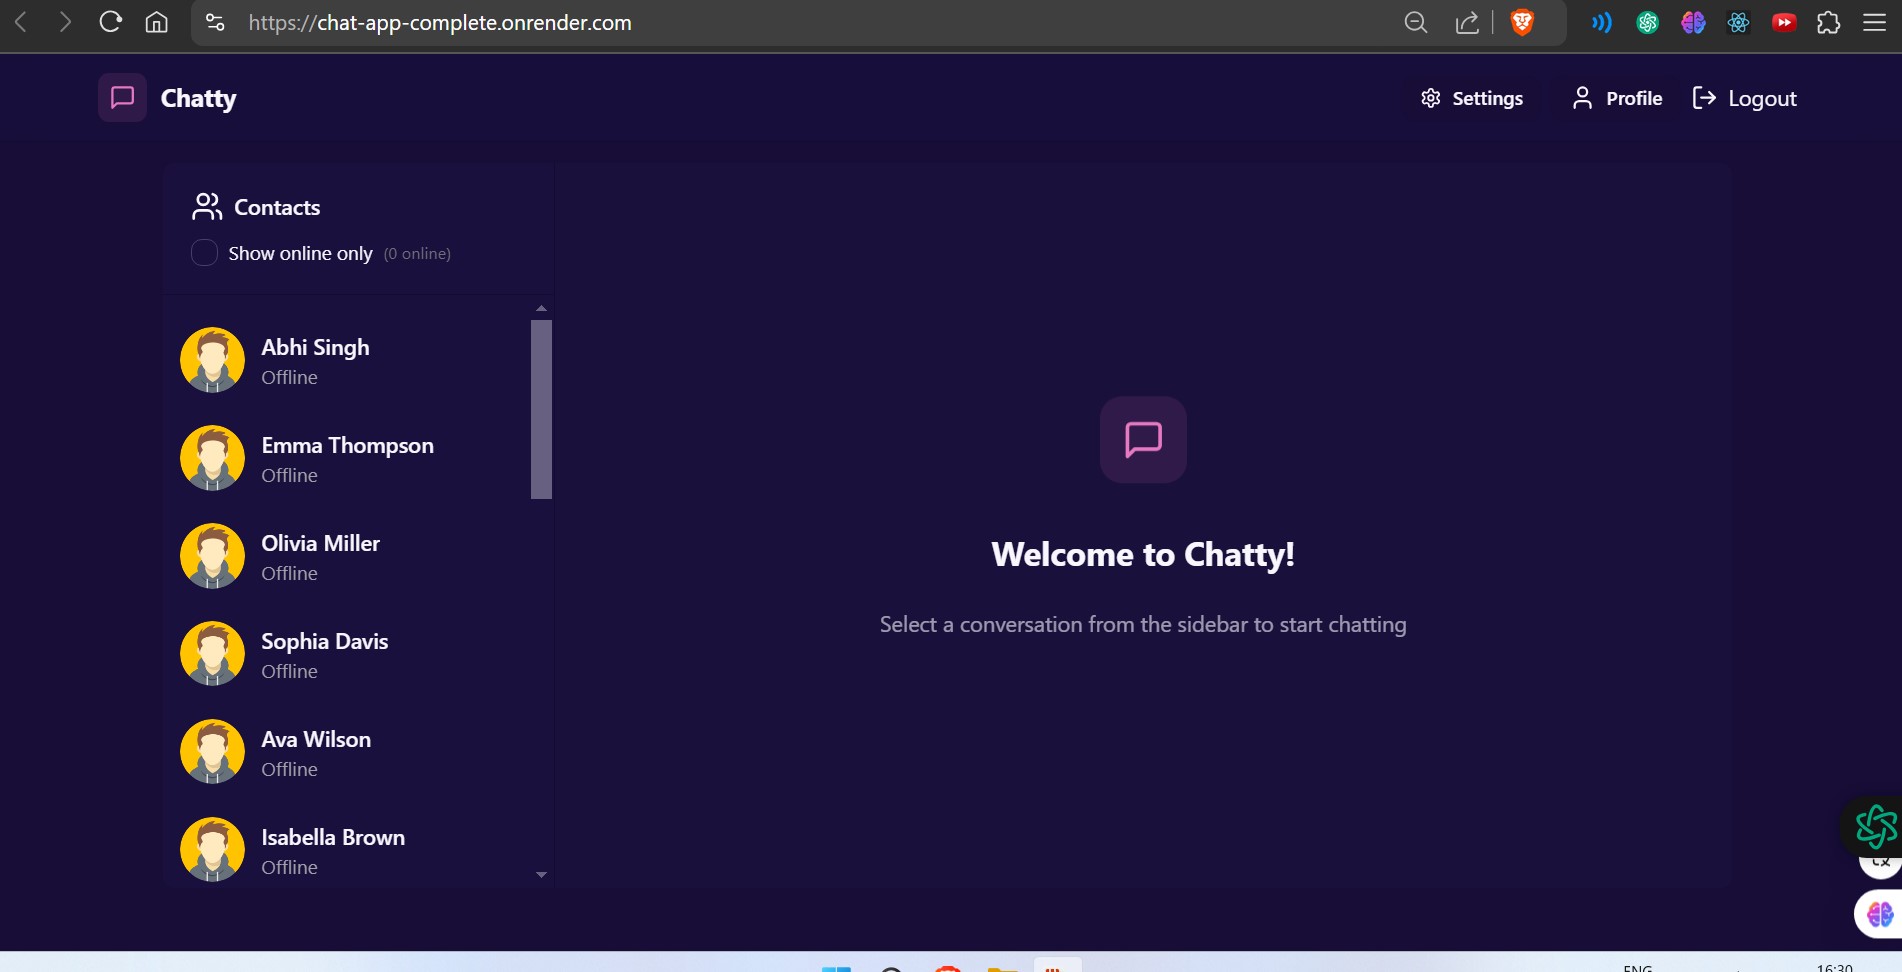 https://chat-app-complete.onrender.com
Chatty
Settings
Profile
Logout
Contacts
Show online only (0 online)
Abhi Singh
Offline
Emma Thompson
Offline
Olivia Miller
Offline
Sophia Davis
Offline
Ava Wilson
Offline
Isabella Brown
Offline
Welcome to Chatty!
Select a conversation from the sidebar to start chatting
ENG
16:30